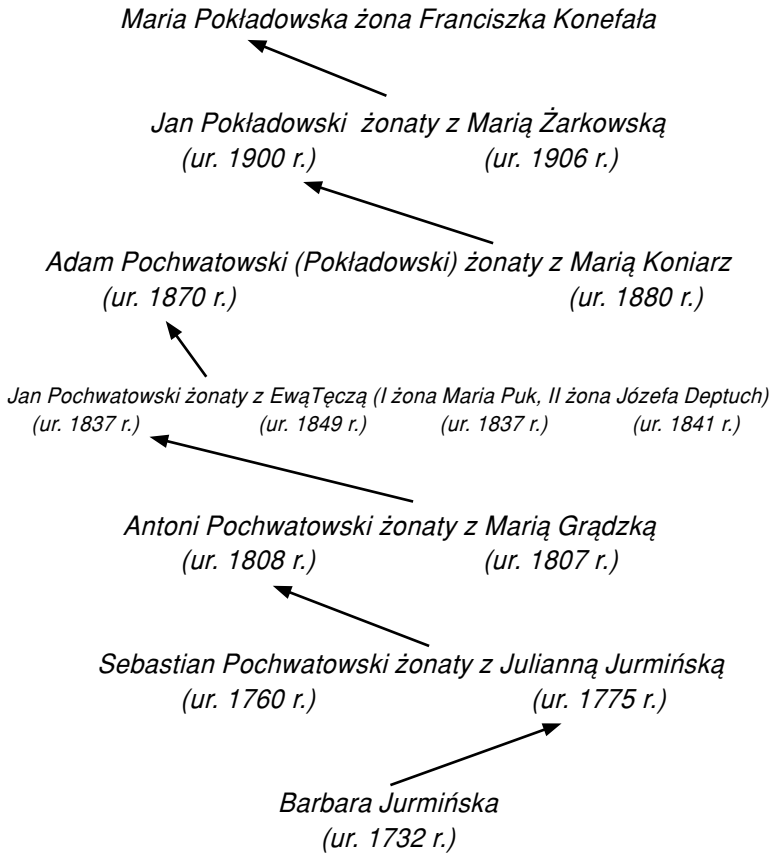 Maria Pokładowska żona Franciszka Konefała
Jan Pokładowski żonaty z Marią Żarkowską
(ur. 1900 r.) (ur. 1906 r.)
Adam Pochwatowski (Pokładowski) żonaty z Marią Koniarz
(ur. 1870 r.) (ur. 1880 r.)
Jan Pochwatowski żonaty z EwąTęczą (I żona Maria Puk, II żona Józefa Deptuch)
(ur. 1837 r.) (ur. 1849 r.) (ur. 1837 r.) (ur. 1841 r.)
Antoni Pochwatowski żonaty z Marią Grądzką
(ur. 1808 r.) (ur. 1807 r.)
Sebastian Pochwatowski żonaty z Julianną Jurmińską
(ur. 1760 r.) (ur. 1775 r.)
Barbara Jurmińska
(ur. 1732 r.)